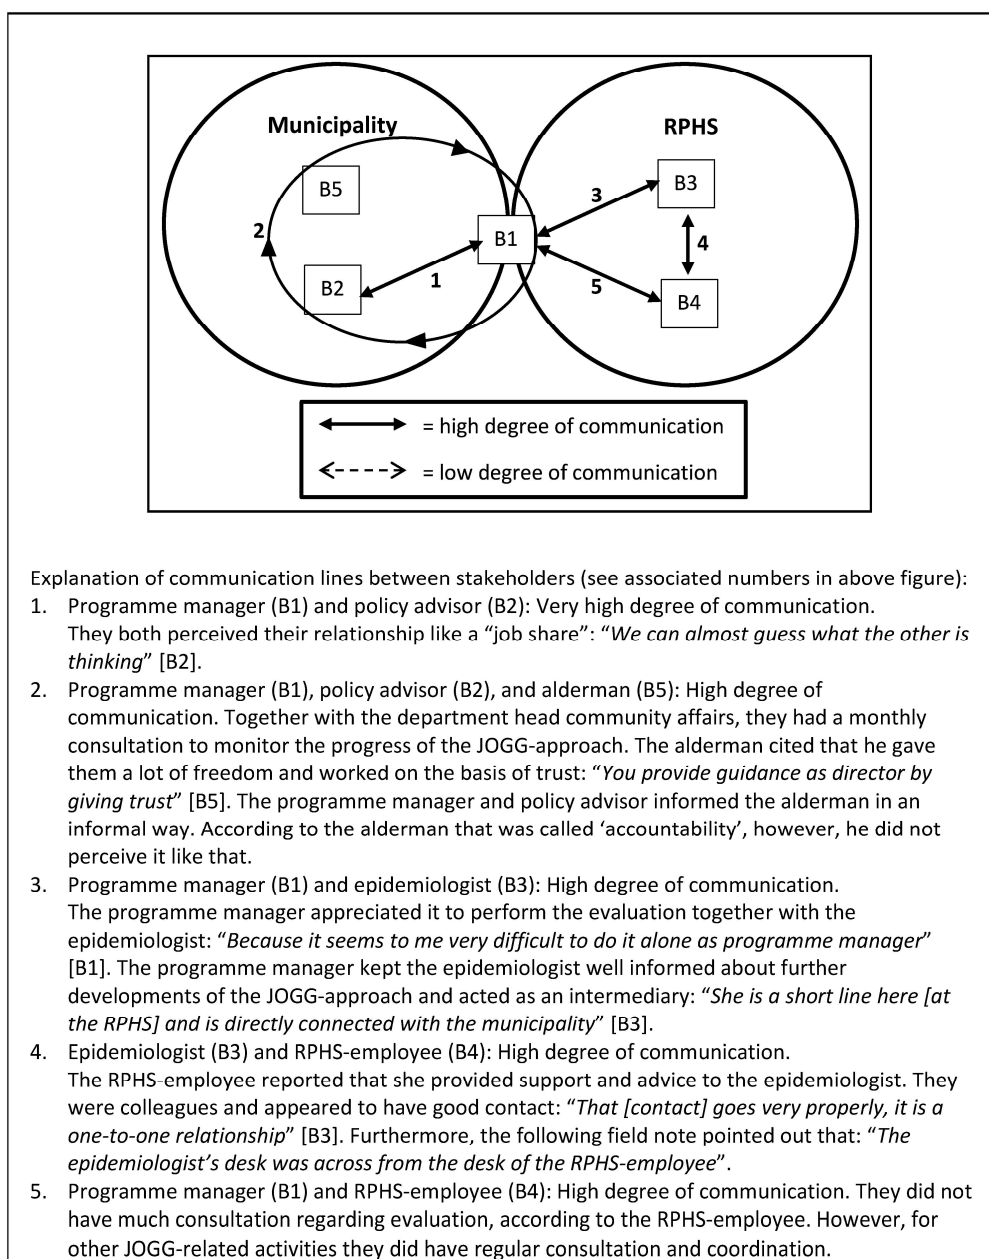 Municipality
RPHS
B5
B3
2
3
B1
4
B2
1
5
B4
= high degree of communication
= low degree of communication
Explanation of communication lines between stakeholders (see associated numbers in above figure):
1. Programme manager (B1) and policy advisor (B2): Very high degree of communication.
They both perceived their relationship like a “job share”: “We can almost guess what the other is
thinking” [B2].
2. Programme manager (B1), policy advisor (B2), and alderman (B5): High degree of
communication. Together with the department head community affairs, they had a monthly
consultation to monitor the progress of the JOGG-approach. The alderman cited that he gave
them a lot of freedom and worked on the basis of trust: “You provide guidance as director by
giving trust” [B5]. The programme manager and policy advisor informed the alderman in an
informal way. According to the alderman that was called ‘accountability’, however, he did not
perceive it like that.
3. Programme manager (B1) and epidemiologist (B3): High degree of communication.
The programme manager appreciated it to perform the evaluation together with the
epidemiologist: “Because it seems to me very difficult to do it alone as programme manager”
[B1]. The programme manager kept the epidemiologist well informed about further
developments of the JOGG-approach and acted as an intermediary: “She is a short line here [at
the RPHS] and is directly connected with the municipality” [B3].
4. Epidemiologist (B3) and RPHS-employee (B4): High degree of communication.
The RPHS-employee reported that she provided support and advice to the epidemiologist. They
were colleagues and appeared to have good contact: “That [contact] goes very properly, it is a
one-to-one relationship” [B3]. Furthermore, the following field note pointed out that: “The
epidemiologist’s desk was across from the desk of the RPHS-employee”.
5. Programme manager (B1) and RPHS-employee (B4): High degree of communication. They did not
have much consultation regarding evaluation, according to the RPHS-employee. However, for
other JOGG-related activities they did have regular consultation and coordination.